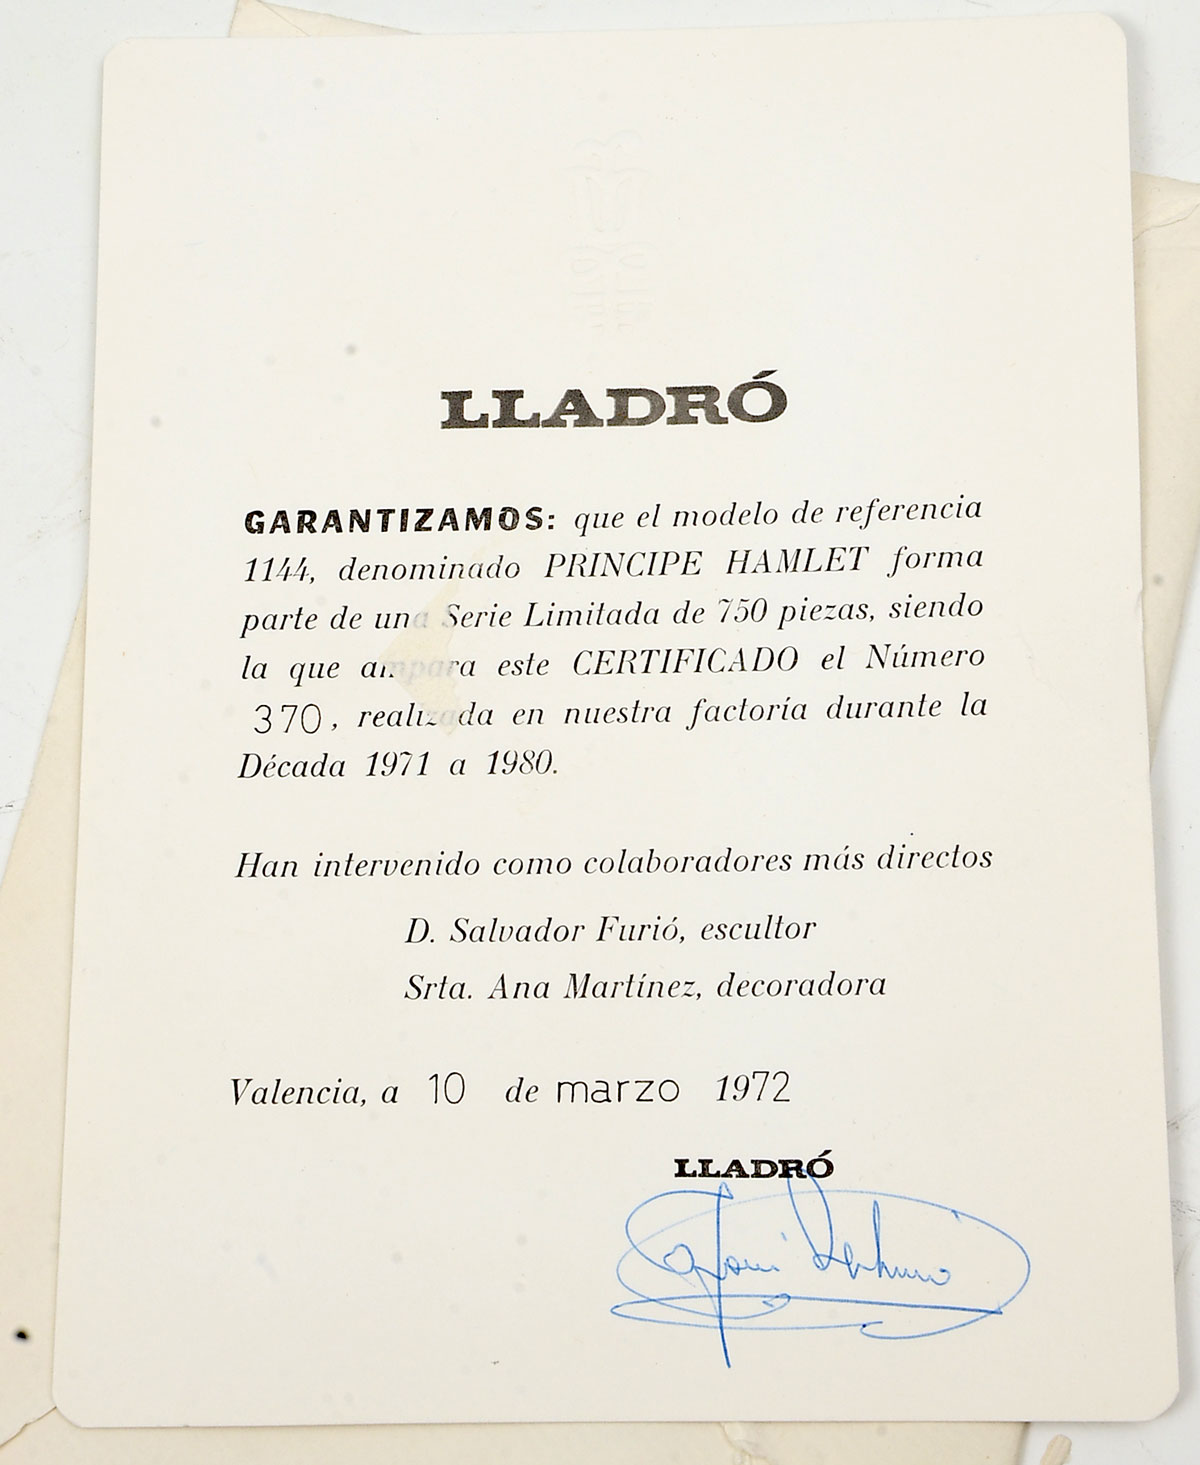 LLADRÓ
GARANTIZAMOS: que el modelo de referencia
1144, denominado PRINCIPE HAMLET forma
parte de una Serie Limitada de 750 piezas, siendo
la que ampara este CERTIFICADO el Número
370, realizada en nuestra factoría durante la
Década 1971 a 1980.
Han intervenido como colaboradores más directos
D. Salvador Furió, escultor
Srta. Ana Martínez, decoradora
Valencia, a 10 de marzo 1972
LLADRÓ